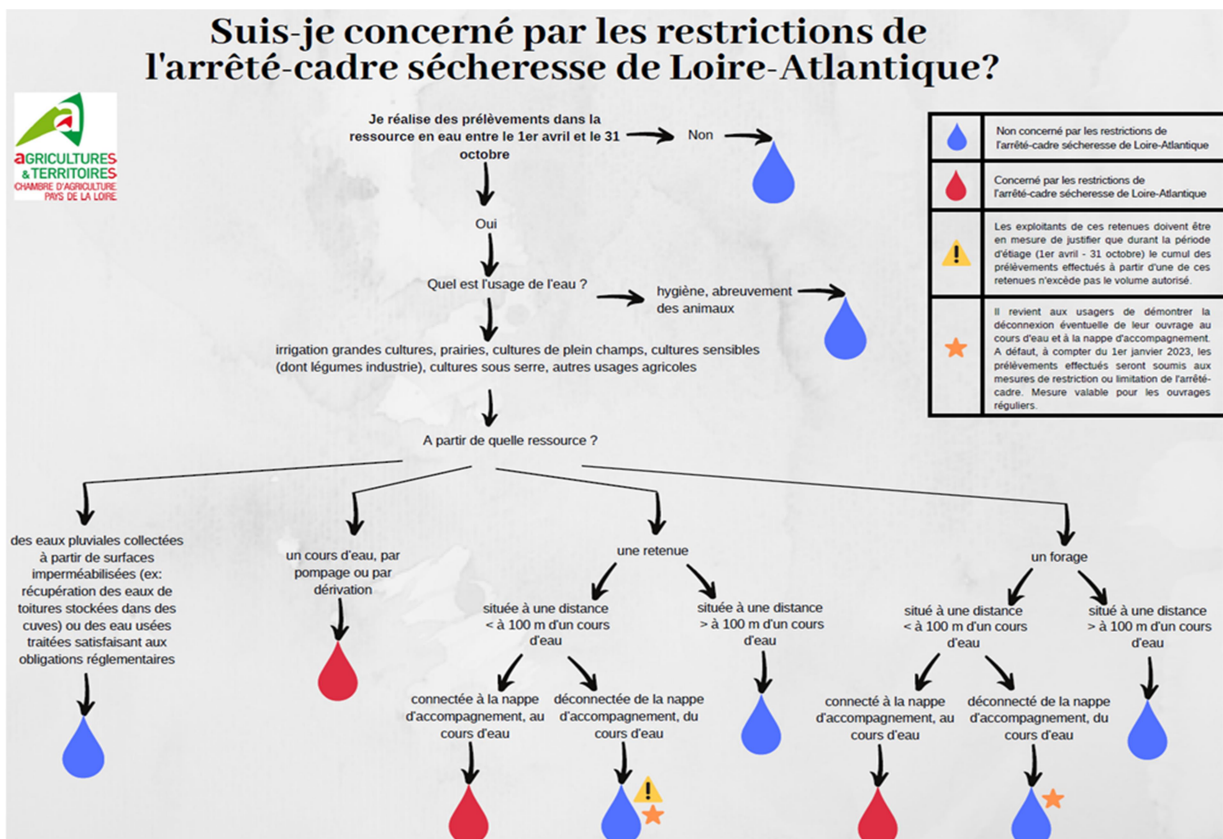 Suis-je concerné par les restrictions de
l'arrêté-cadre sécheresse de Loire-Atlantique?
a
AGRICULTURES
& TERRITOIRES
CHAMBRE D'AGRICULTURE
PAYS DE LA LOIRE
Je réalise des prélèvements dans la
ressource en eau entre le 1er avril et le 31
octobre
Non
Oui
Quel est l'usage de l'eau ?
hygiène, abreuvement
des animaux
irrigation grandes cultures, prairies, cultures de plein champs, cultures sensibles
(dont légumes industrie), cultures sous serre, autres usages agricoles
A partir de quelle ressource ?
Non concerné par les restrictions de
l'arrêté-cadre sécheresse de Loire-Atlantique
Concerné par les restrictions de
l'arrêté-cadre sécheresse de Loire-Atlantique
Les exploitants de ces retenues doivent être
en mesure de justifier que durant la période
d'étiage (1er avril - 31 octobre) le cumul des
prélèvements effectués à partir d'une de ces
retenues n'excède pas le volume autorisé.
Il revient aux usagers de démontrer la
déconnexion éventuelle de leur ouvrage au
cours d'eau et à la nappe d'accompagnement.
A défaut, à compter du 1er janvier 2023, les
prélèvements effectués seront soumis aux
mesures de restriction ou limitation de l'arrêté-
cadre. Mesure valable pour les ouvrages
réguliers.
des eaux pluviales collectées
à partir de surfaces
imperméabilisées (ex:
récupération des eaux de
toitures stockées dans des
cuves) ou des eau usées
traitées satisfaisant aux
obligations réglementaires
un cours d'eau, par
pompage ou par
dérivation
une retenue
située à une distance
< à 100 m d'un cours
d'eau
située à une distance
> à 100 m d'un cours
d'eau
connectée à la nappe
d'accompagnement, au
cours d'eau
déconnectée de la nappe
d'accompagnement, du
cours d'eau
un forage
situé à une distance
< à 100 m d'un cours
d'eau
situé à une distance
> à 100 m d'un cours
d'eau
connecté à la nappe
d'accompagnement, au
cours d'eau
déconnecté de la nappe
d'accompagnement, du
cours d'eau